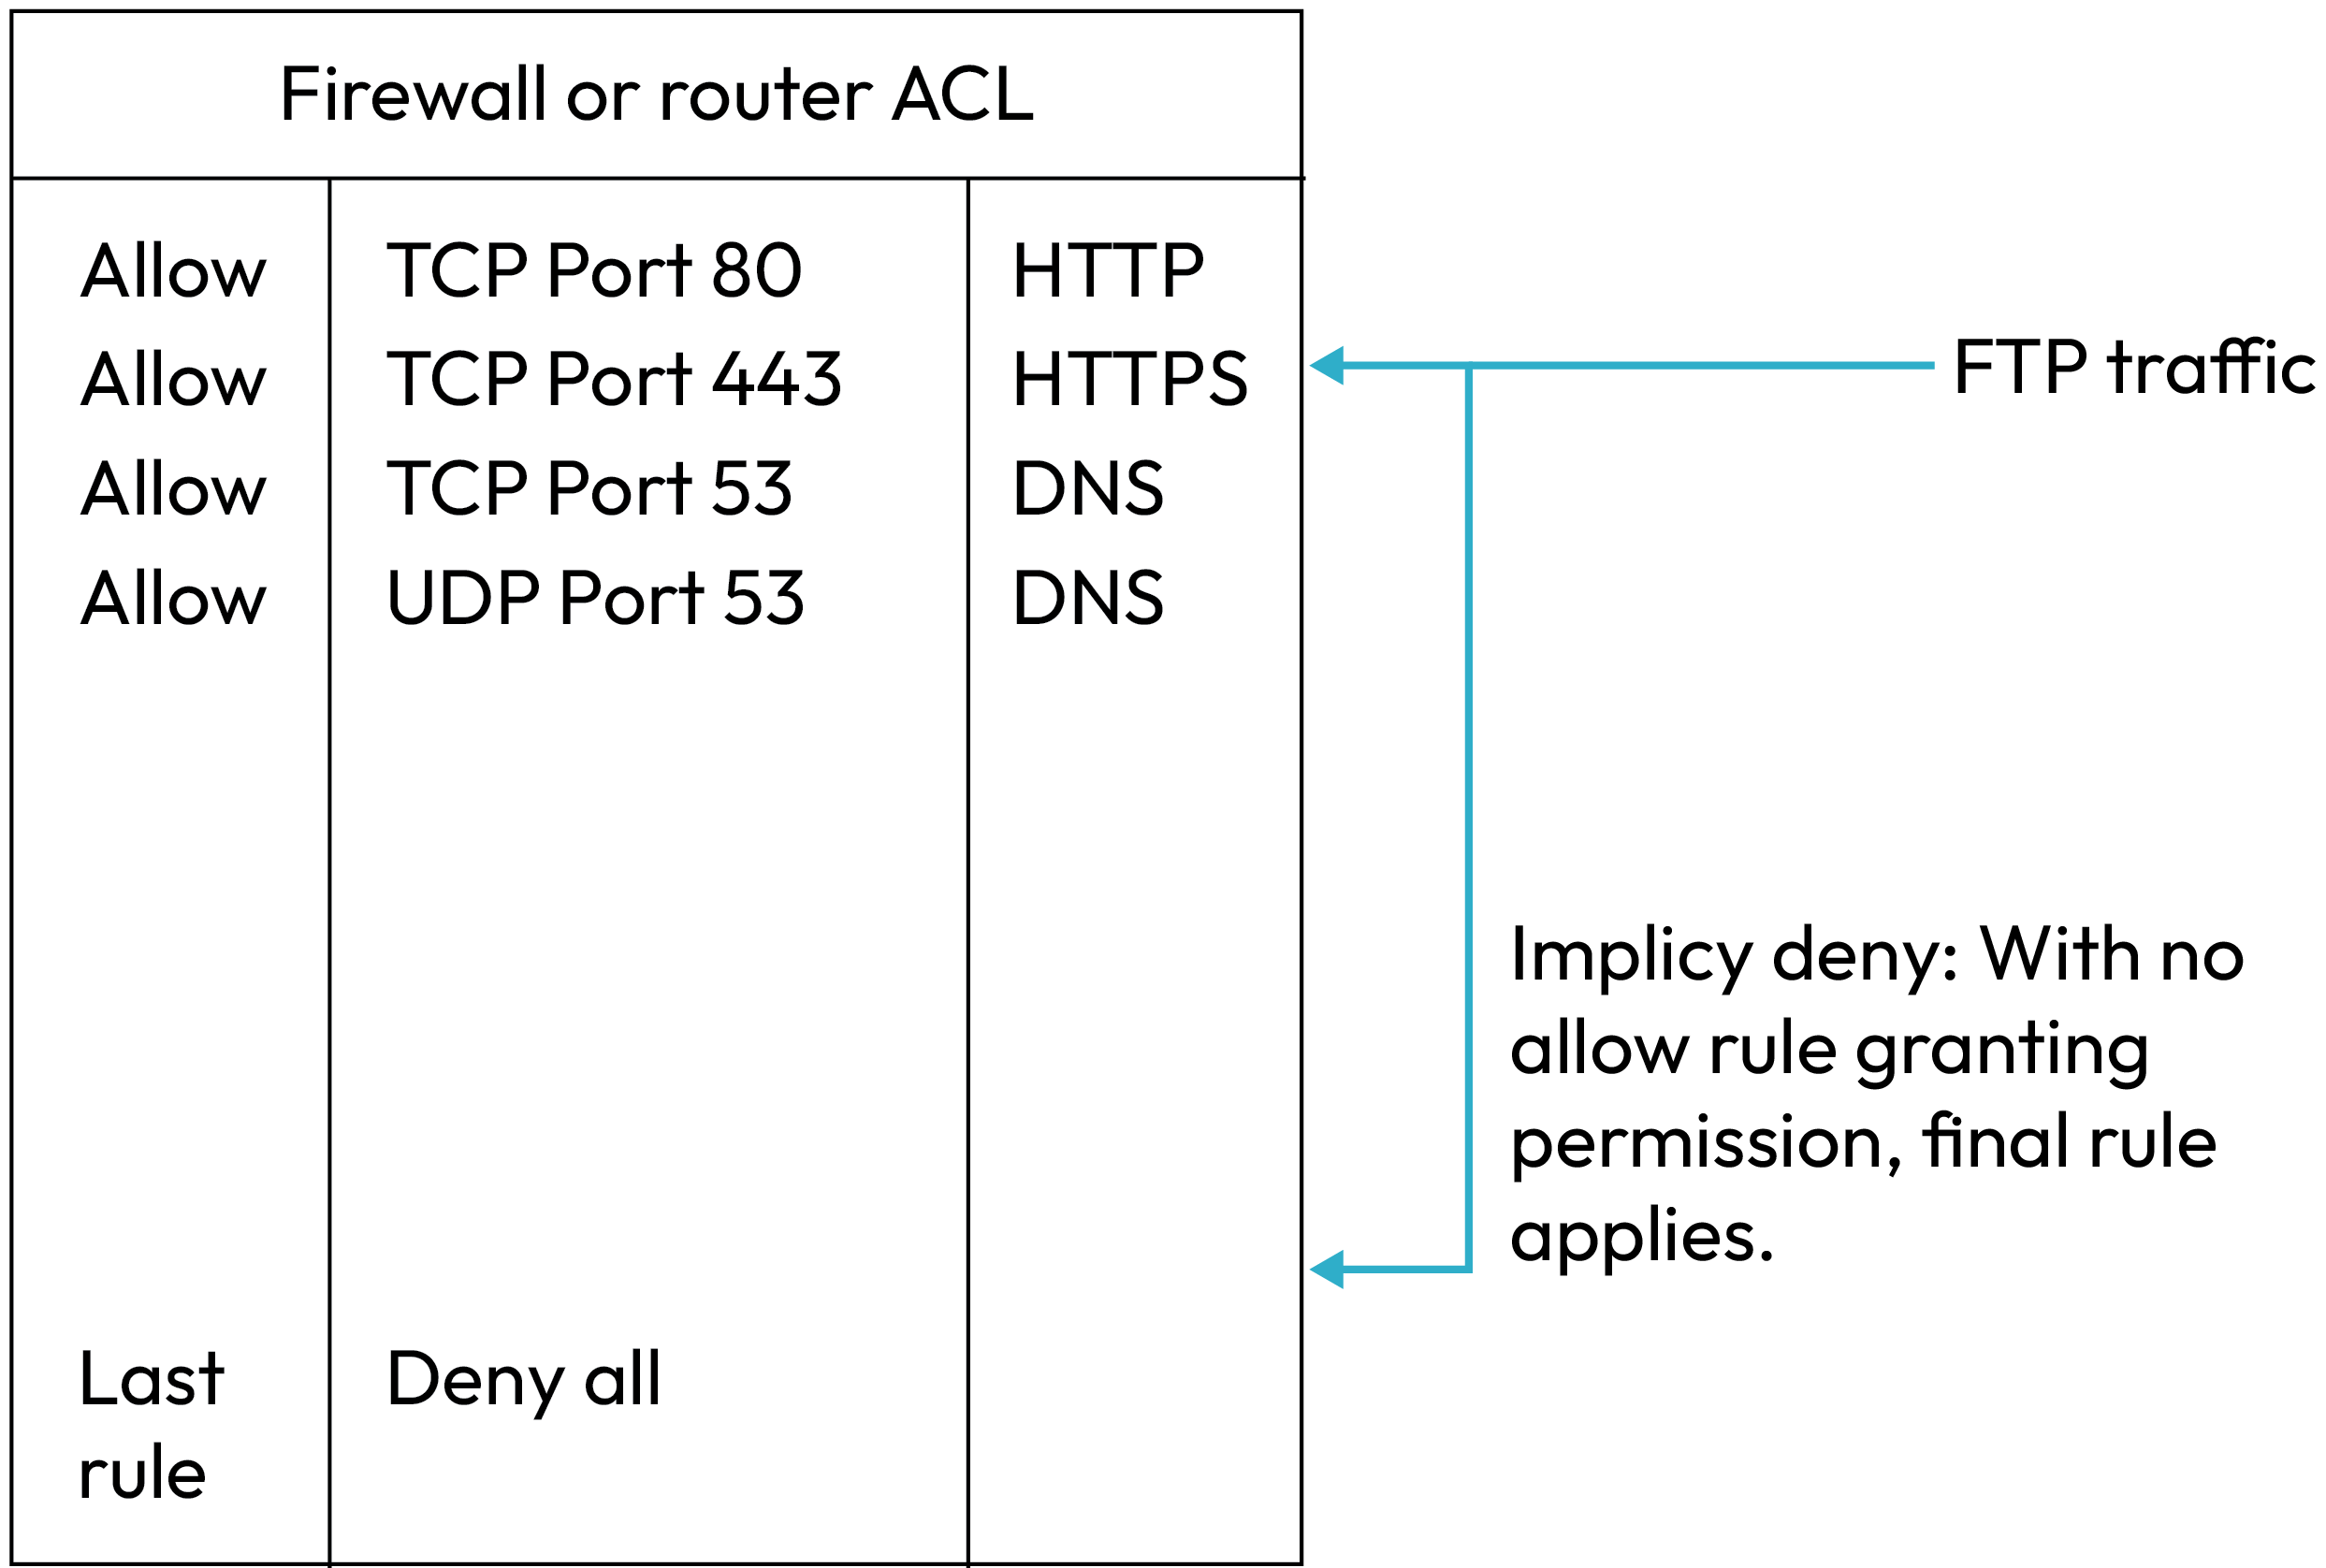 Firewall or router ACL
Allow TCP Port 80 HTTP
Allow TCP Port 443 HTTPS
Allow TCP Port 53 DNS
Allow UDP Port 53 DNS
Last Deny all
rule
FTP traffic
Implicy deny: With no
allow rule granting
permission, final rule
applies.